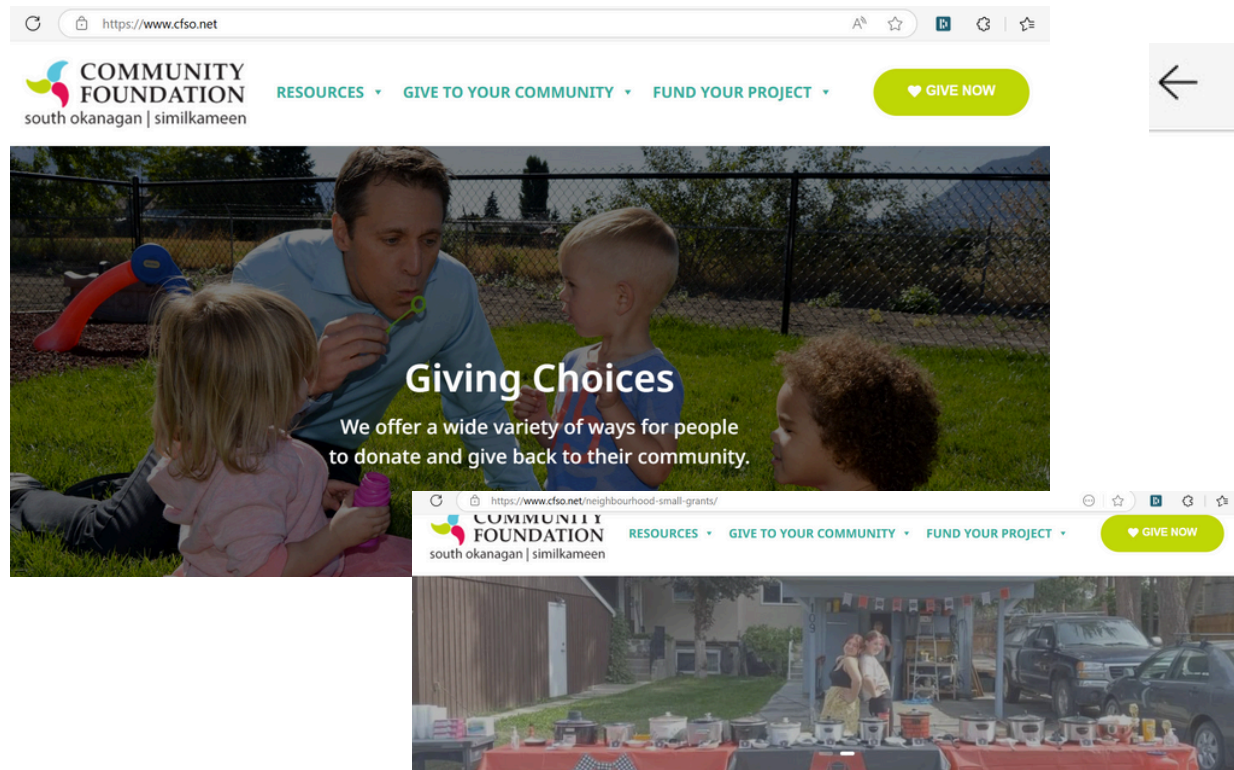 https://www.cfso.net
COMMUNITY
FOUNDATION
south okanagan | similkameen
RESOURCES
GIVE TO YOUR COMMUNITY
FUND YOUR PROJECT
GIVE NOW
Giving Choices
We offer a wide variety of ways for people
to donate and give back to their community.
https://www.cfso.net/neighbourhood-small-grants/
COMMUNITY
FOUNDATION
south okanagan | similkameen
RESOURCES
GIVE TO YOUR COMMUNITY
FUND YOUR PROJECT
GIVE NOW